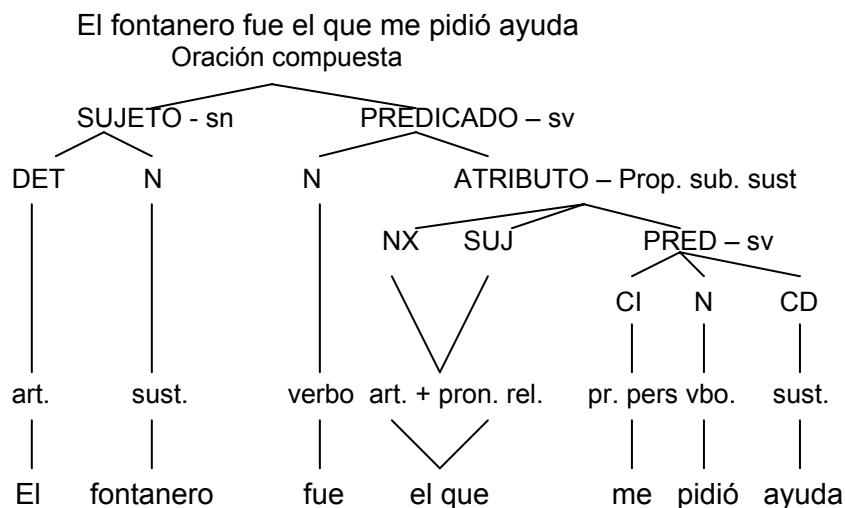 El fontanero fue el que me pidió ayuda
Oración compuesta
SUJETO - sn PREDICADO – sv
DET N N ATRIBUTO – Prop. sub. sust
NX SUJ PRED – sv
CI N CD
art. sust. verbo art. + pron. rel. pr. pers vbo. sust.
El fontanero fue el que me pidió ayuda